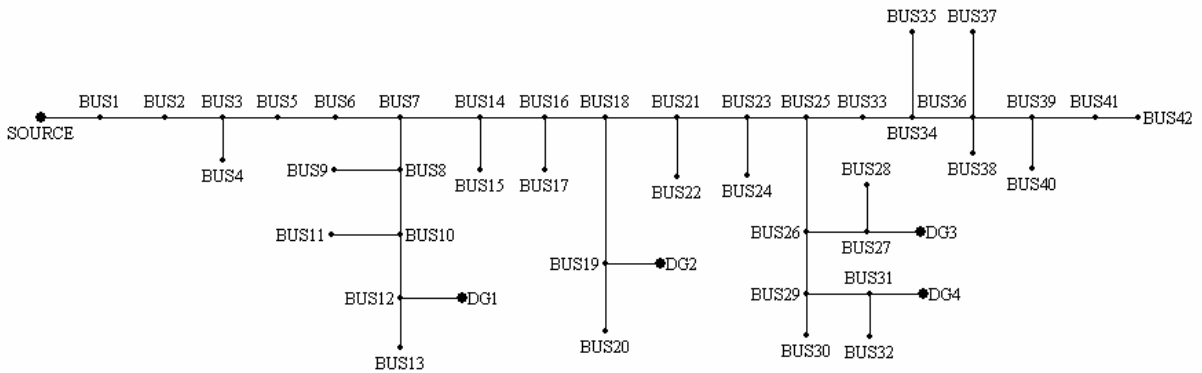 BUS35 BUS37
BUS1 BUS2 BUS3 BUS5 BUS6 BUS7 BUS14 BUS16 BUS18 BUS21 BUS23 BUS25 BUS33 BUS36 BUS39 BUS41
SOURCE BUS34 BUS42
BUS4 BUS9 BUS8 BUS15 BUS17 BUS22 BUS24 BUS28 BUS38 BUS40
BUS11 BUS10 BUS26 DG3
BUS27
BUS19 DG2
BUS12 DG1 BUS29 BUS31 DG4
BUS13 BUS20 BUS30 BUS32